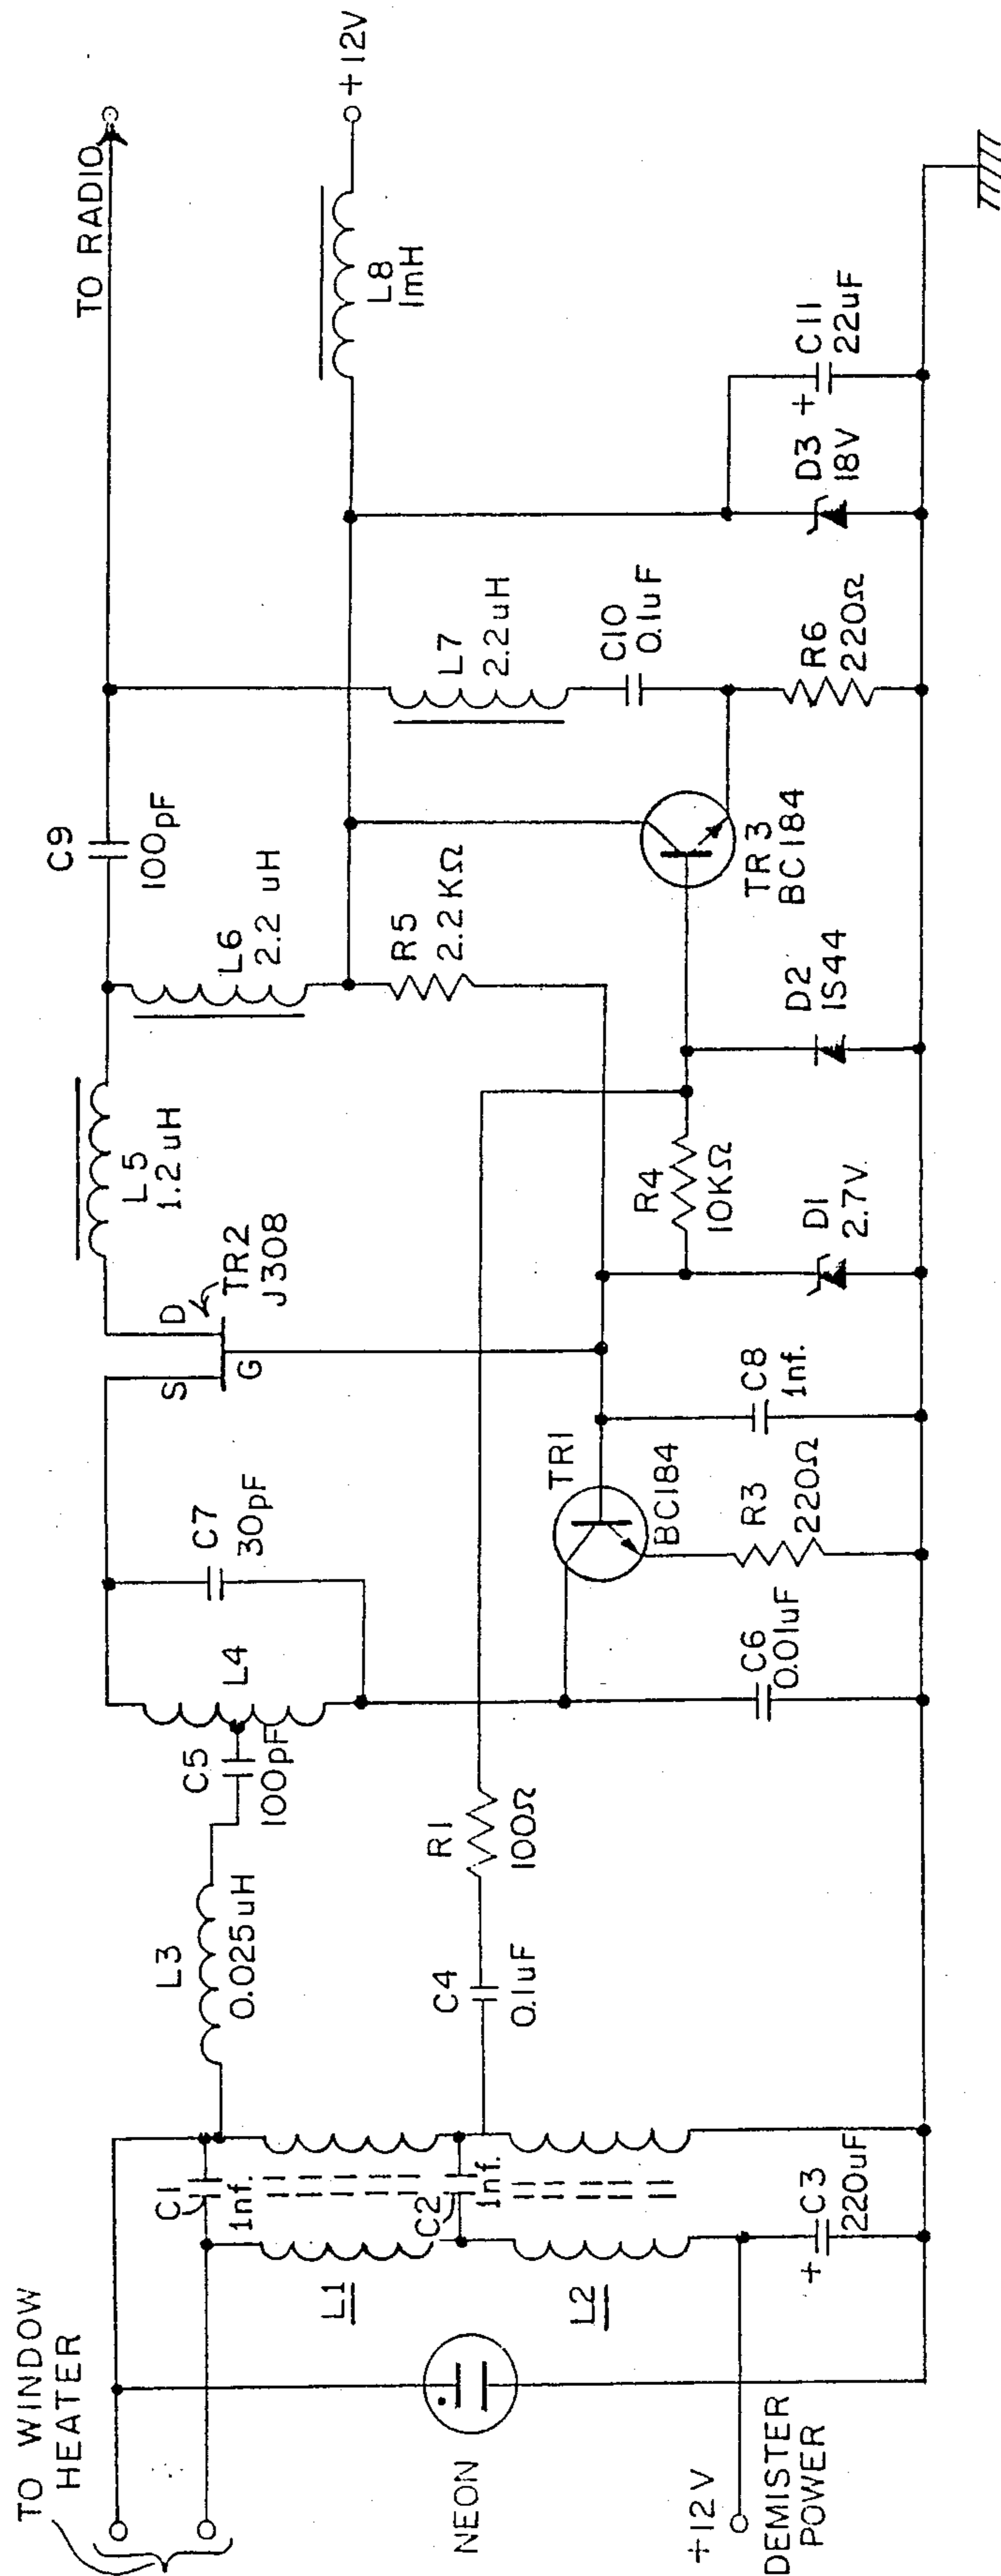 TO WINDOW
HEATER
NEON
+12V
DEMISTER
POWER
C1
1nf.
L1
C2
1nf.
L2
+
C3
220uF
L3
0.025uH
C4
0.1uF
R1
100Ω
C5
100pF
L4
C7
30pF
C6
0.01uF
TR1
BC184
R3
220Ω
C8
1nf.
S
D
G
TR2
J308
L5
1.2uH
D1
2.7V
R4
10KΩ
D2
1S44
L6
2.2uH
R5
2.2KΩ
C9
100pF
TR3
BC184
L7
2.2uH
C10
0.1uF
R6
220Ω
D3
18V
+
C11
22uF
L8
1mH
TO RADIO
+12V